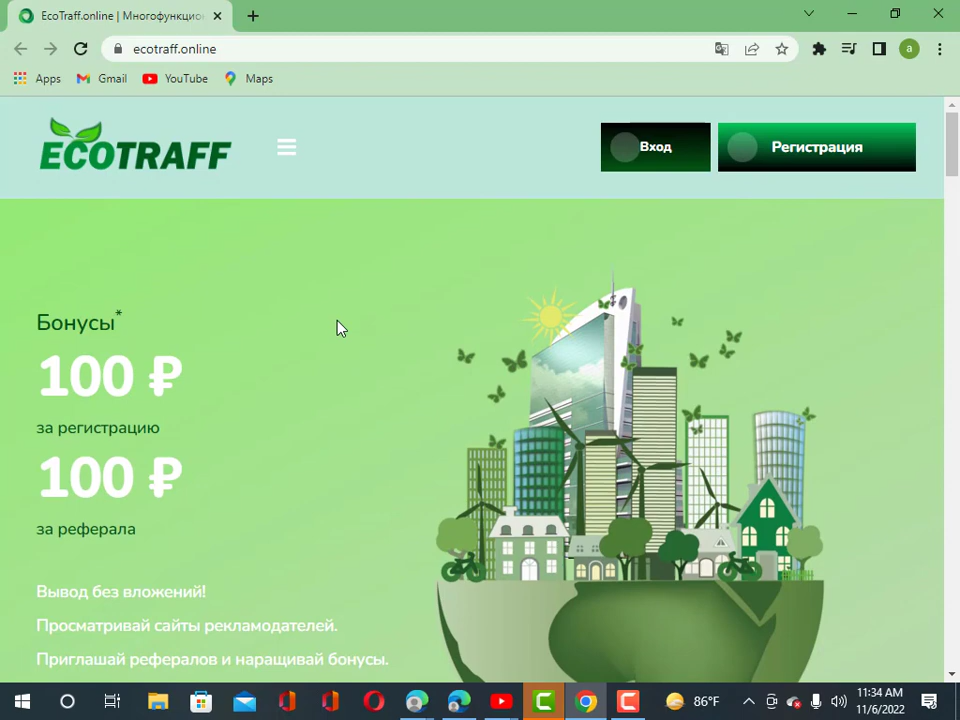 EcoTraff.online | Многофункцио
ecotraff.online
a
Apps
Gmail
YouTube
Maps
ECOTRAFF
Вход
Регистрация
Бонусы*
100 ₽
за регистрацию
100 ₽
за реферала
Вывод без вложений!
Просматривай сайты рекламодателей.
Приглашай рефералов и наращивай бонусы.
86°F
11:34 AM
11/6/2022